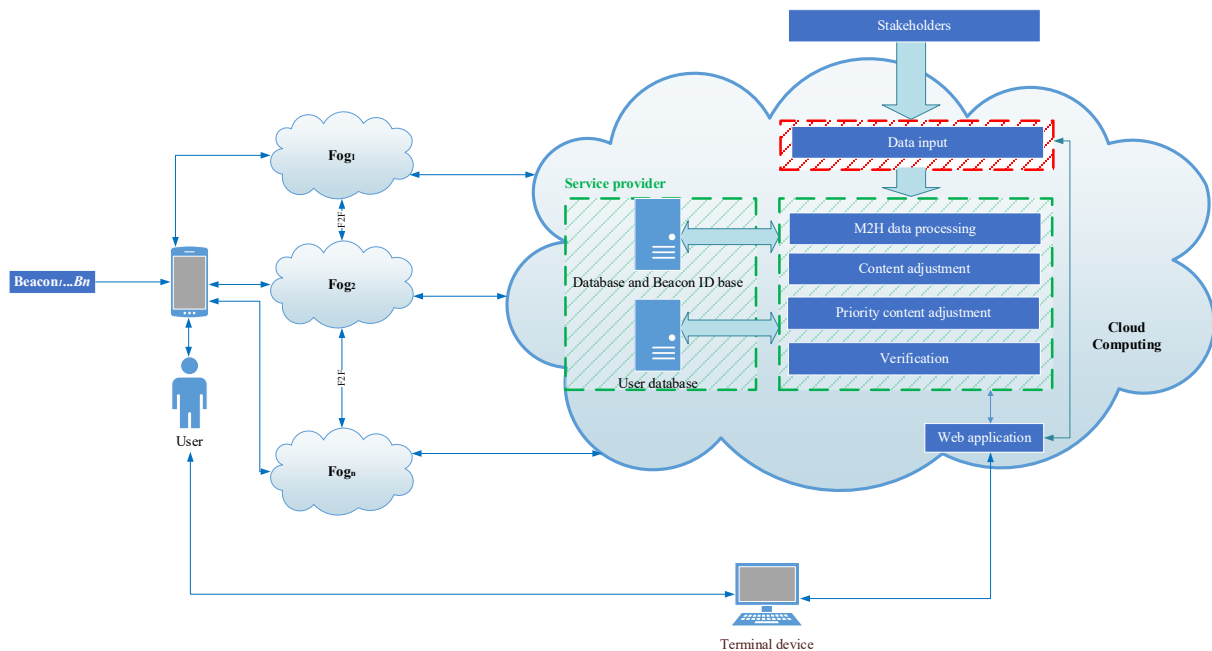 Stakeholders
Data input
Service provider
M2H data processing
Content adjustment
Priority content adjustment
Verification
Database and Beacon ID base
User database
Cloud
Computing
Web application
Fog₁
F2F
Fog₂
F2F
Fogₙ
Beacon₁...Bn
User
Terminal device